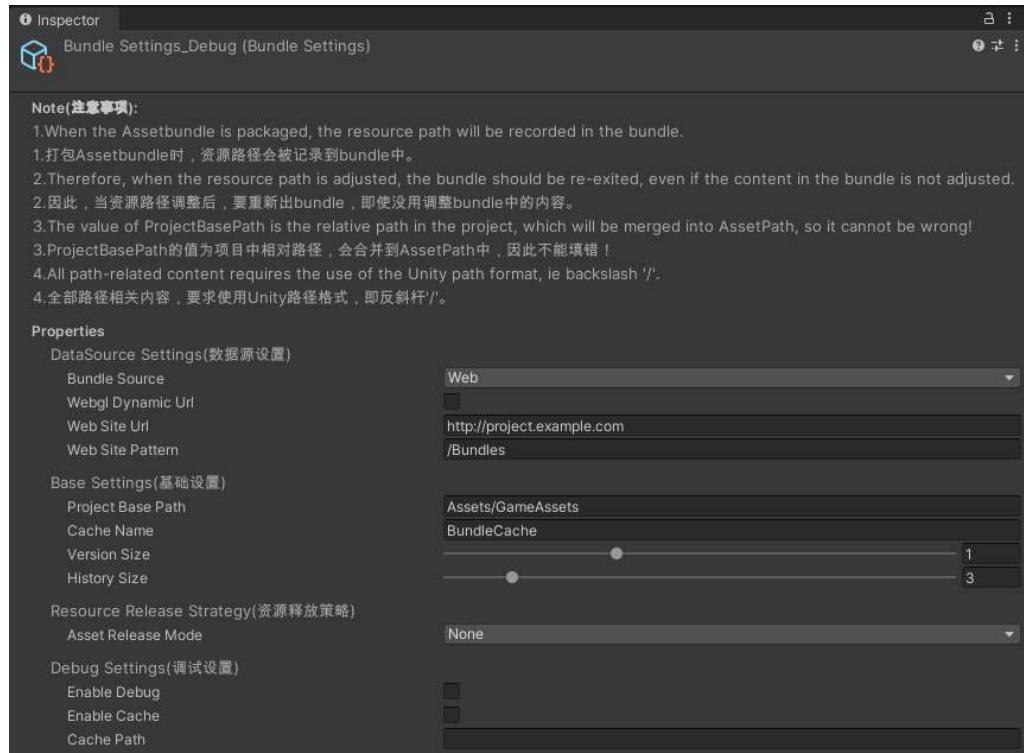 Inspector
Bundle Settings_Debug (Bundle Settings)
Note(注意事项):
1.When the Assetbundle is packaged, the resource path will be recorded in the bundle.
1.打包Assetbundle时，资源路径会被记录到bundle中。
2.Therefore, when the resource path is adjusted, the bundle should be re-exited, even if the content in the bundle is not adjusted.
2.因此，当资源路径调整后，要重新出bundle，即使没用调整bundle中的内容。
3.The value of ProjectBasePath is the relative path in the project, which will be merged into AssetPath, so it cannot be wrong!
3.ProjectBasePath的值为项目中相对路径，会合并到AssetPath中，因此不能填错！
4.All path-related content requires the use of the Unity path format, ie backslash '/'.
4.全部路径相关内容，要求使用Unity路径格式，即反斜杆'/'。
Properties
DataSource Settings(数据源设置)
Bundle Source Web
Webgl Dynamic Url
Web Site Url http://project.example.com
Web Site Pattern /Bundles
Base Settings(基础设置)
Project Base Path Assets/GameAssets
Cache Name BundleCache
Version Size 1
History Size 3
Resource Release Strategy(资源释放策略)
Asset Release Mode None
Debug Settings(调试设置)
Enable Debug
Enable Cache
Cache Path